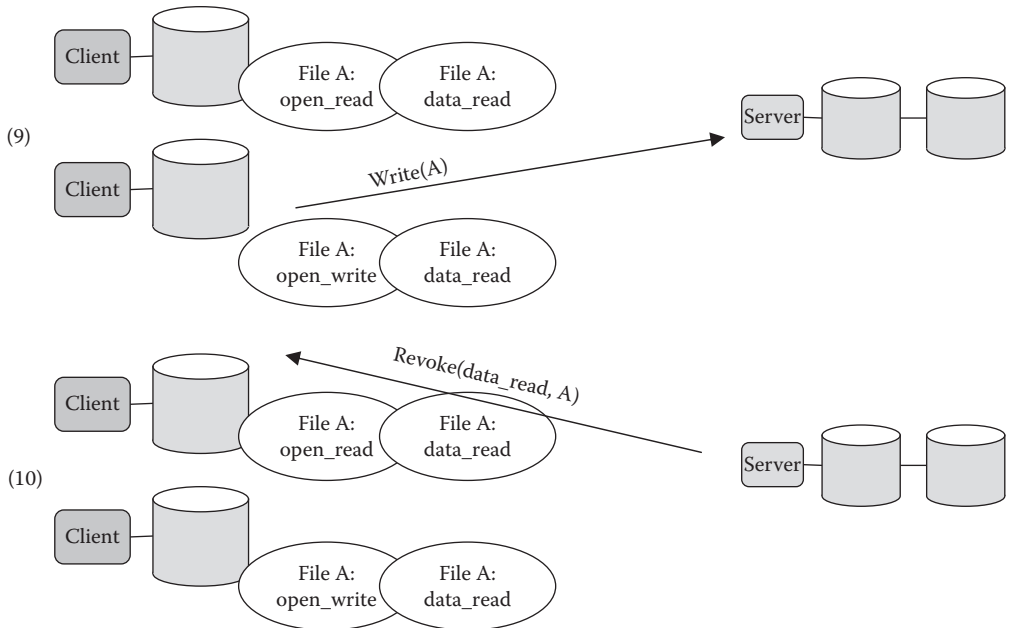 Client
File A:
open_read
File A:
data_read
(9)
Server
Write(A)
Client
File A:
open_write
File A:
data_read
Revoke(data_read, A)
Client
File A:
open_read
File A:
data_read
Server
(10)
Client
File A:
open_write
File A:
data_read